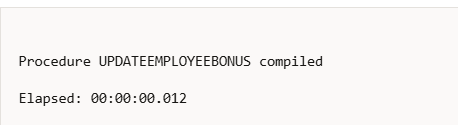 Procedure UPDATEEMPLOYEEBONUS compiled
Elapsed: 00:00:00.012